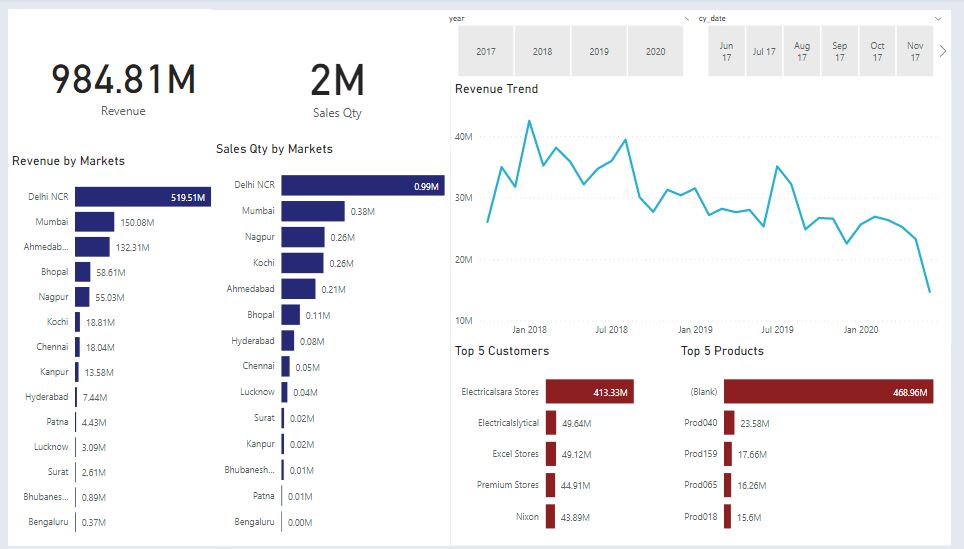 year
cy_date
2017
2018
2019
2020
Jun 17
Jul 17
Aug 17
Sep 17
Oct 17
Nov 17
984.81M
Revenue
2M
Sales Qty
Revenue by Markets
Delhi NCR 519.51M
Mumbai 150.08M
Ahmedab... 132.31M
Bhopal 58.61M
Nagpur 55.03M
Kochi 18.81M
Chennai 18.04M
Kanpur 13.58M
Hyderabad 7.44M
Patna 4.43M
Lucknow 3.09M
Surat 2.61M
Bhubanes... 0.89M
Bengaluru 0.37M
Sales Qty by Markets
Delhi NCR 0.99M
Mumbai 0.38M
Nagpur 0.26M
Kochi 0.26M
Ahmedabad 0.21M
Bhopal 0.11M
Hyderabad 0.08M
Chennai 0.05M
Lucknow 0.04M
Surat 0.02M
Kanpur 0.02M
Bhubanesh... 0.01M
Patna 0.01M
Bengaluru 0.00M
Revenue Trend
40M
30M
20M
10M
Jan 2018 Jul 2018 Jan 2019 Jul 2019 Jan 2020
Top 5 Customers
Electricalsara Stores 413.33M
Electricalslytical 49.64M
Excel Stores 49.12M
Premium Stores 44.91M
Nixon 43.89M
Top 5 Products
(Blank) 468.96M
Prod040 23.58M
Prod159 17.66M
Prod065 16.26M
Prod018 15.6M